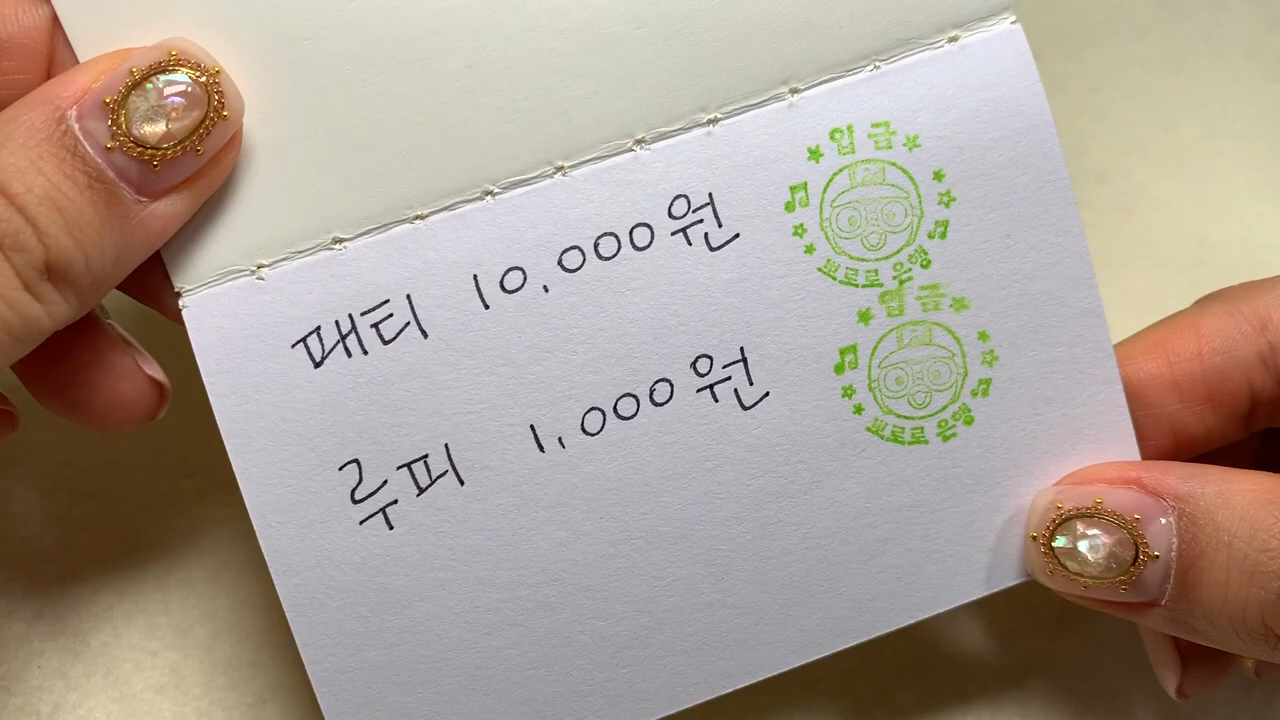 패티 10,000원
입금
뽀로로 은행
루피 1,000원
입금
뽀로로 은행